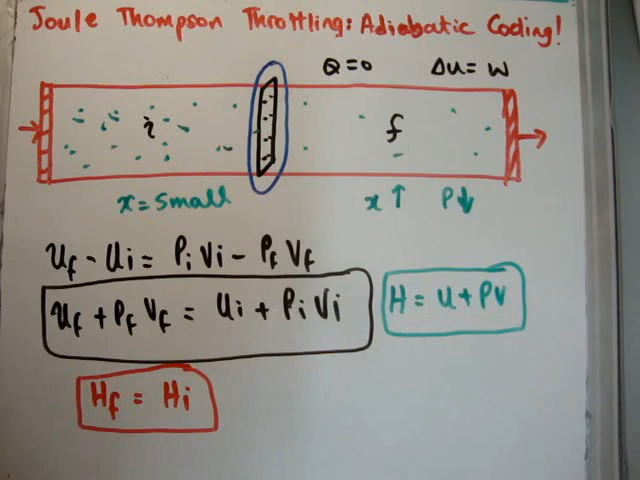 Joule Thompson Throttling: Adiabatic Coding!
Q=0 ΔU = W
i f
x = small x ↑ P↓
Uf - Ui = Pi Vi - Pf Vf
Uf + Pf Vf = Ui + Pi Vi
H = U + PV
Hf = Hi